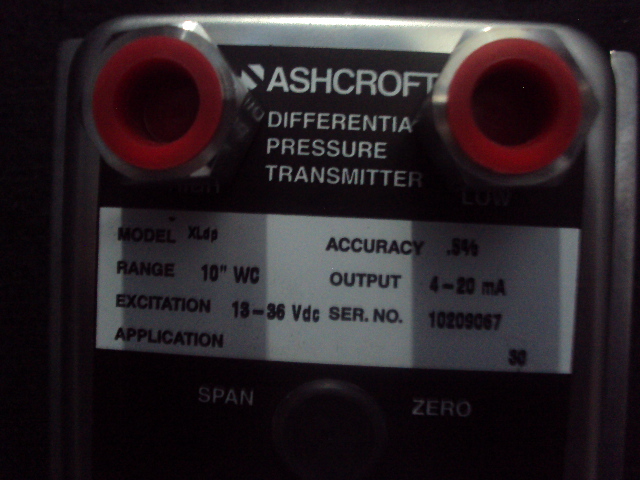 ASHCROFT
DIFFERENTIA
PRESSURE
TRANSMITTER
LOW
MODEL XLdp
ACCURACY .5%
RANGE 10" WC
OUTPUT 4-20 mA
EXCITATION 13-36 Vdc
SER. NO. 10209067
APPLICATION
30
SPAN
ZERO